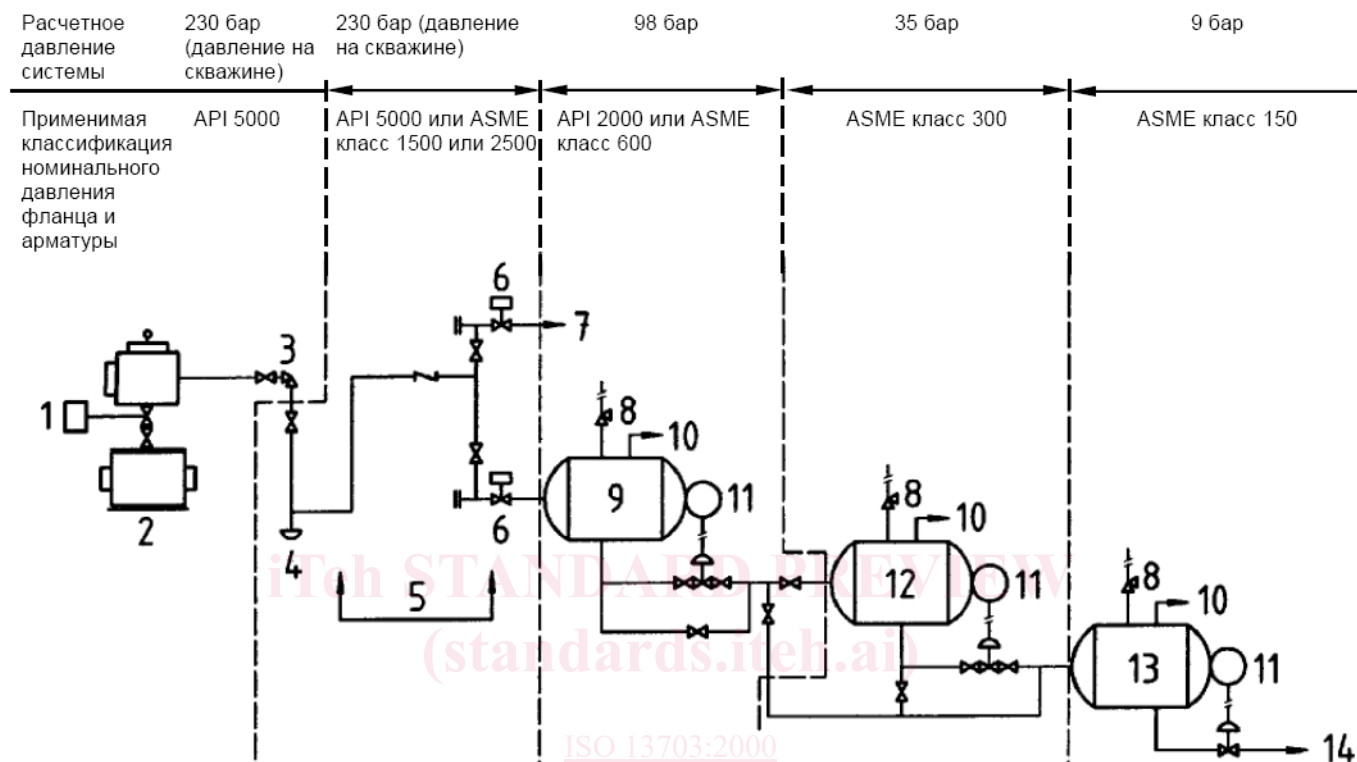 Расчетное
давление
системы
230 бар
(давление на
скважине)
230 бар (давление
на скважине)
98 бар
35 бар
9 бар
Применимая
классификация
номинального
давления
фланца и
арматуры
API 5000
API 5000 или ASME
класс 1500 или 2500
API 2000 или ASME
класс 600
ASME класс 300
ASME класс 150
6
7
3
1
8
10
2
9
11
6
4
8
10
5
12
11
8
10
13
11
14
iTeh STANDARD PREVIEW
(standards.iteh.ai)
ISO 13703:2000